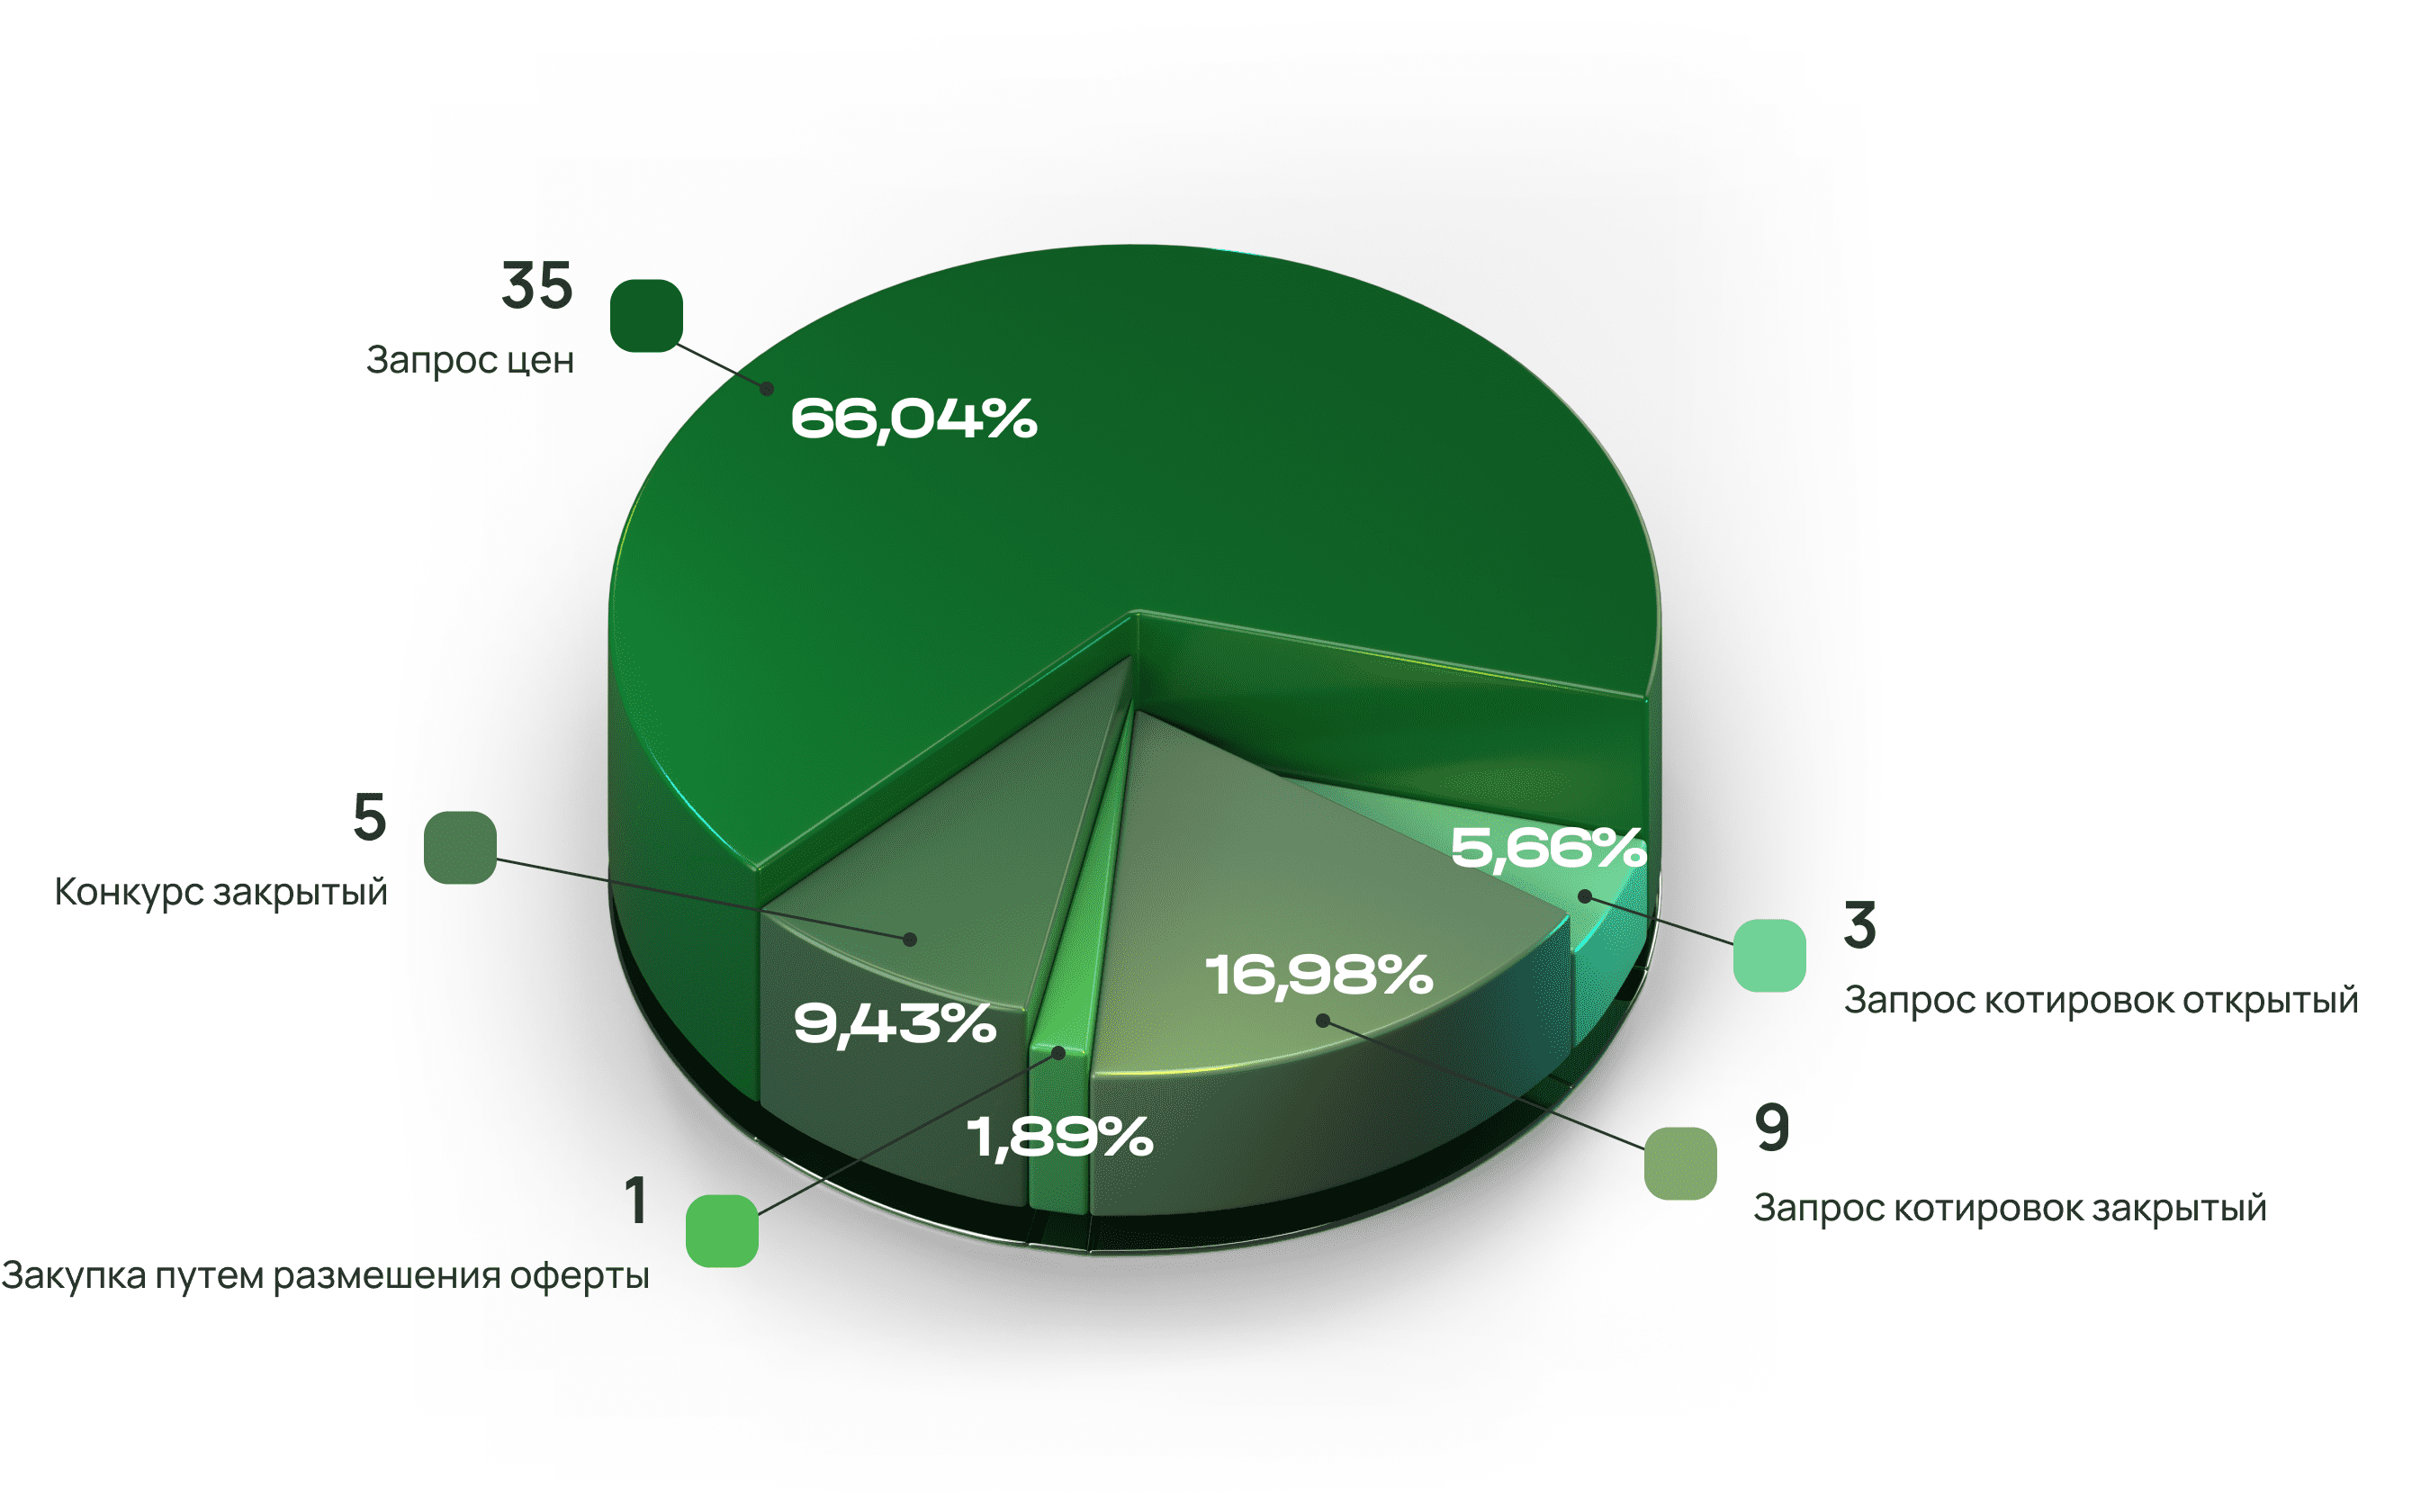 35
Запрос цен
66,04%
5
Конкурс закрытый
5,66%
3
Запрос котировок открытый
16,98%
9,43%
1,89%
9
Запрос котировок закрытый
1
Закупка путем размешения оферты